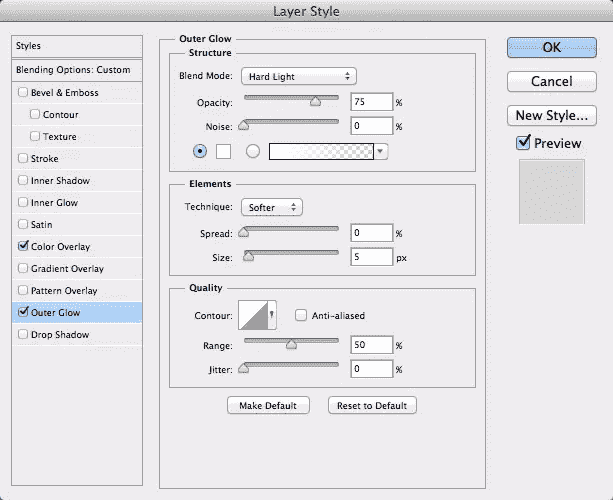 Layer Style
Styles
Blending Options: Custom
Bevel & Emboss
Contour
Texture
Stroke
Inner Shadow
Inner Glow
Satin
Color Overlay
Gradient Overlay
Pattern Overlay
Outer Glow
Drop Shadow
Outer Glow
Structure
Blend Mode: Hard Light
Opacity: 75 %
Noise: 0 %
Elements
Technique: Softer
Spread: 0 %
Size: 5 px
Quality
Contour: Anti-aliased
Range: 50 %
Jitter: 0 %
Make Default Reset to Default
OK
Cancel
New Style...
Preview